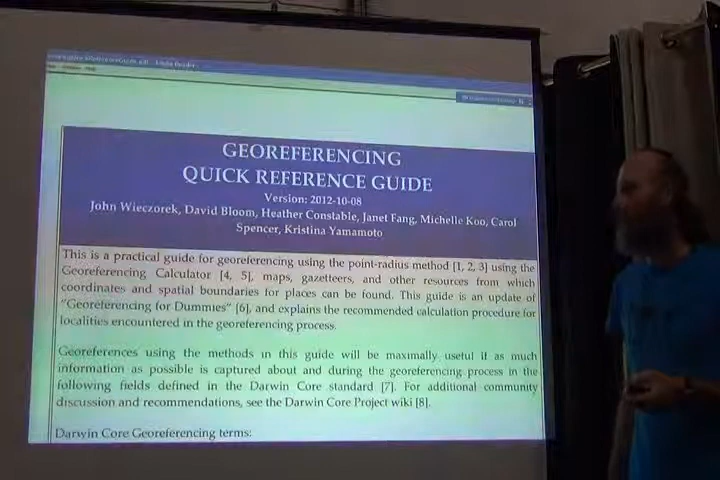 GEOREFERENCING
QUICK REFERENCE GUIDE
Version: 2012-10-08
John Wieczorek, David Bloom, Heather Constable, Janet Fang, Michelle Koo, Carol
Spencer, Kristina Yamamoto
This is a practical guide for georeferencing using the point-radius method [1, 2, 3] using the
Georeferencing Calculator [4, 5], maps, gazetteers, and other resources from which
coordinates and spatial boundaries for places can be found. This guide is an update of
"Georeferencing for Dummies" [6], and explains the recommended calculation procedure for
localities encountered in the georeferencing process.
Georeferences using the methods in this guide will be maximally useful if as much
information as possible is captured about and during the georeferencing process in the
following fields defined in the Darwin Core standard [7]. For additional community
discussion and recommendations, see the Darwin Core Project wiki [8].
Darwin Core Georeferencing terms: